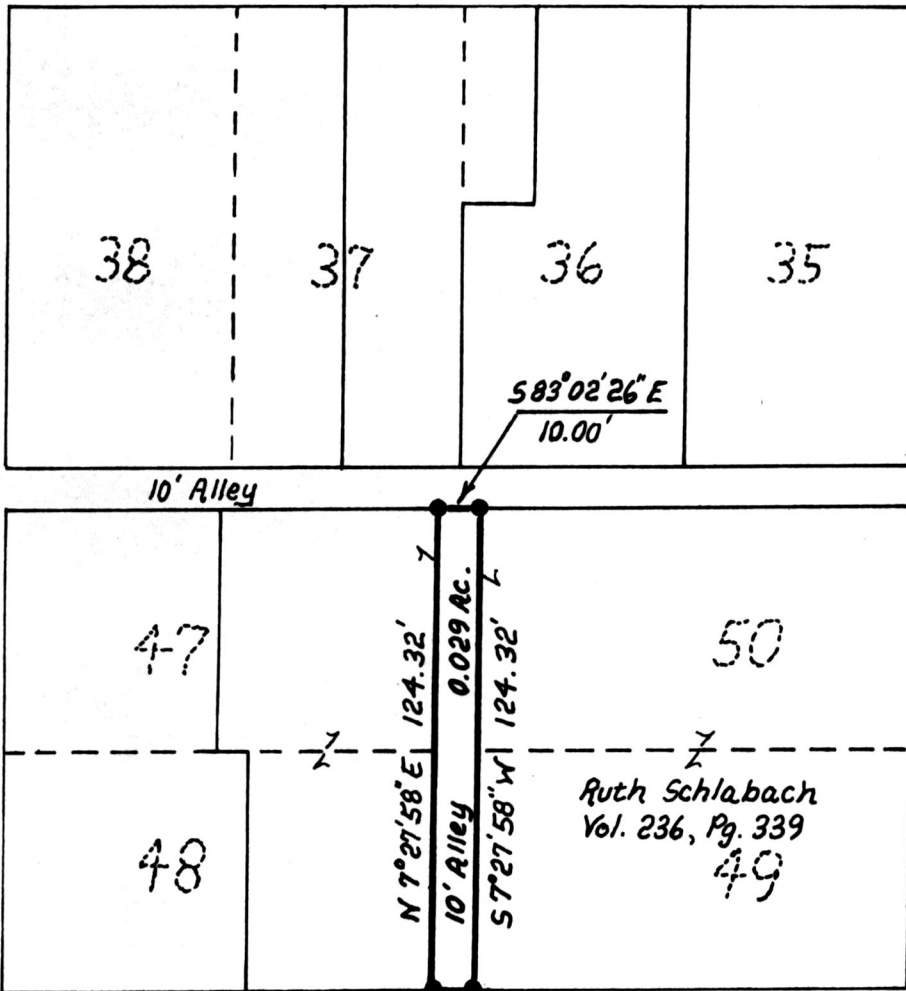 38
37
36
35
S 83°02'26" E
10.00'
10' Alley
47
50
N 7°27'58" E 124.32'
10' Alley 0.029 Ac.
S 7°27'58" W 124.32'
Ruth Schlabach
Vol. 236, Pg. 339
48
49